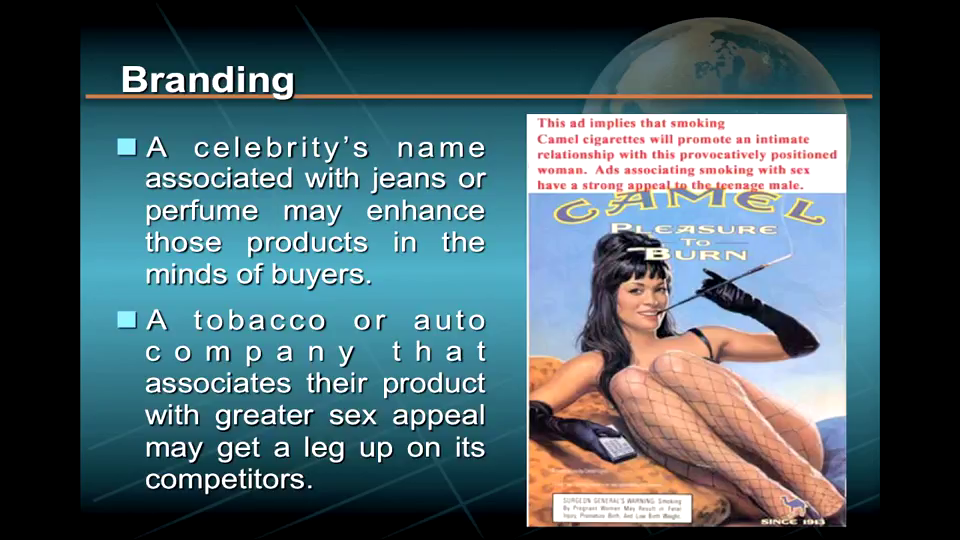 Branding
A celebrity's name
associated with jeans or
perfume may enhance
those products in the
minds of buyers.
A tobacco or auto
company that
associates their product
with greater sex appeal
may get a leg up on its
competitors.
This ad implies that smoking
Camel cigarettes will promote an intimate
relationship with this provocatively positioned
woman. Ads associating smoking with sex
have a strong appeal to the teenage male.
CAMEL
PLEASURE
TO
BURN
SURGEON GENERAL'S WARNING: Smoking
By Pregnant Women May Result in Fetal
Injury, Premature Birth, And Low Birth Weight.
SINCE 1913